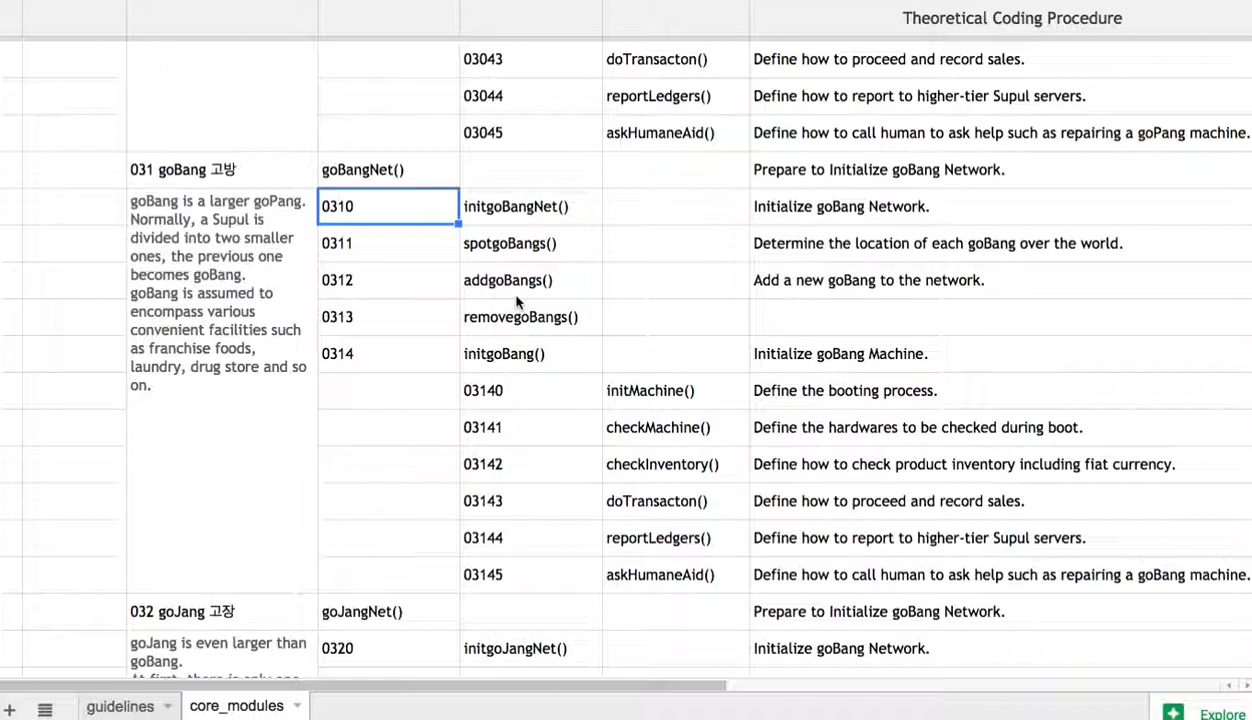 Theoretical Coding Procedure
03043 doTransacton() Define how to proceed and record sales.
03044 reportLedgers() Define how to report to higher-tier Supul servers.
03045 askHumaneAid() Define how to call human to ask help such as repairing a goPang machine.
031 goBang 고방 goBangNet() Prepare to Initialize goBang Network.
goBang is a larger goPang.
Normally, a Supul is
divided into two smaller
ones, the previous one
becomes goBang.
goBang is assumed to
encompass various
convenient facilities such
as franchise foods,
laundry, drug store and so
on.
0310 initgoBangNet() Initialize goBang Network.
0311 spotgoBangs() Determine the location of each goBang over the world.
0312 addgoBangs() Add a new goBang to the network.
0313 removegoBangs()
0314 initgoBang() Initialize goBang Machine.
03140 initMachine() Define the booting process.
03141 checkMachine() Define the hardwares to be checked during boot.
03142 checkInventory() Define how to check product inventory including fiat currency.
03143 doTransacton() Define how to proceed and record sales.
03144 reportLedgers() Define how to report to higher-tier Supul servers.
03145 askHumaneAid() Define how to call human to ask help such as repairing a goBang machine.
032 goJang 고장 goJangNet() Prepare to Initialize goBang Network.
goJang is even larger than
goBang.
0320 initgoJangNet() Initialize goBang Network.
guidelines core_modules Explore